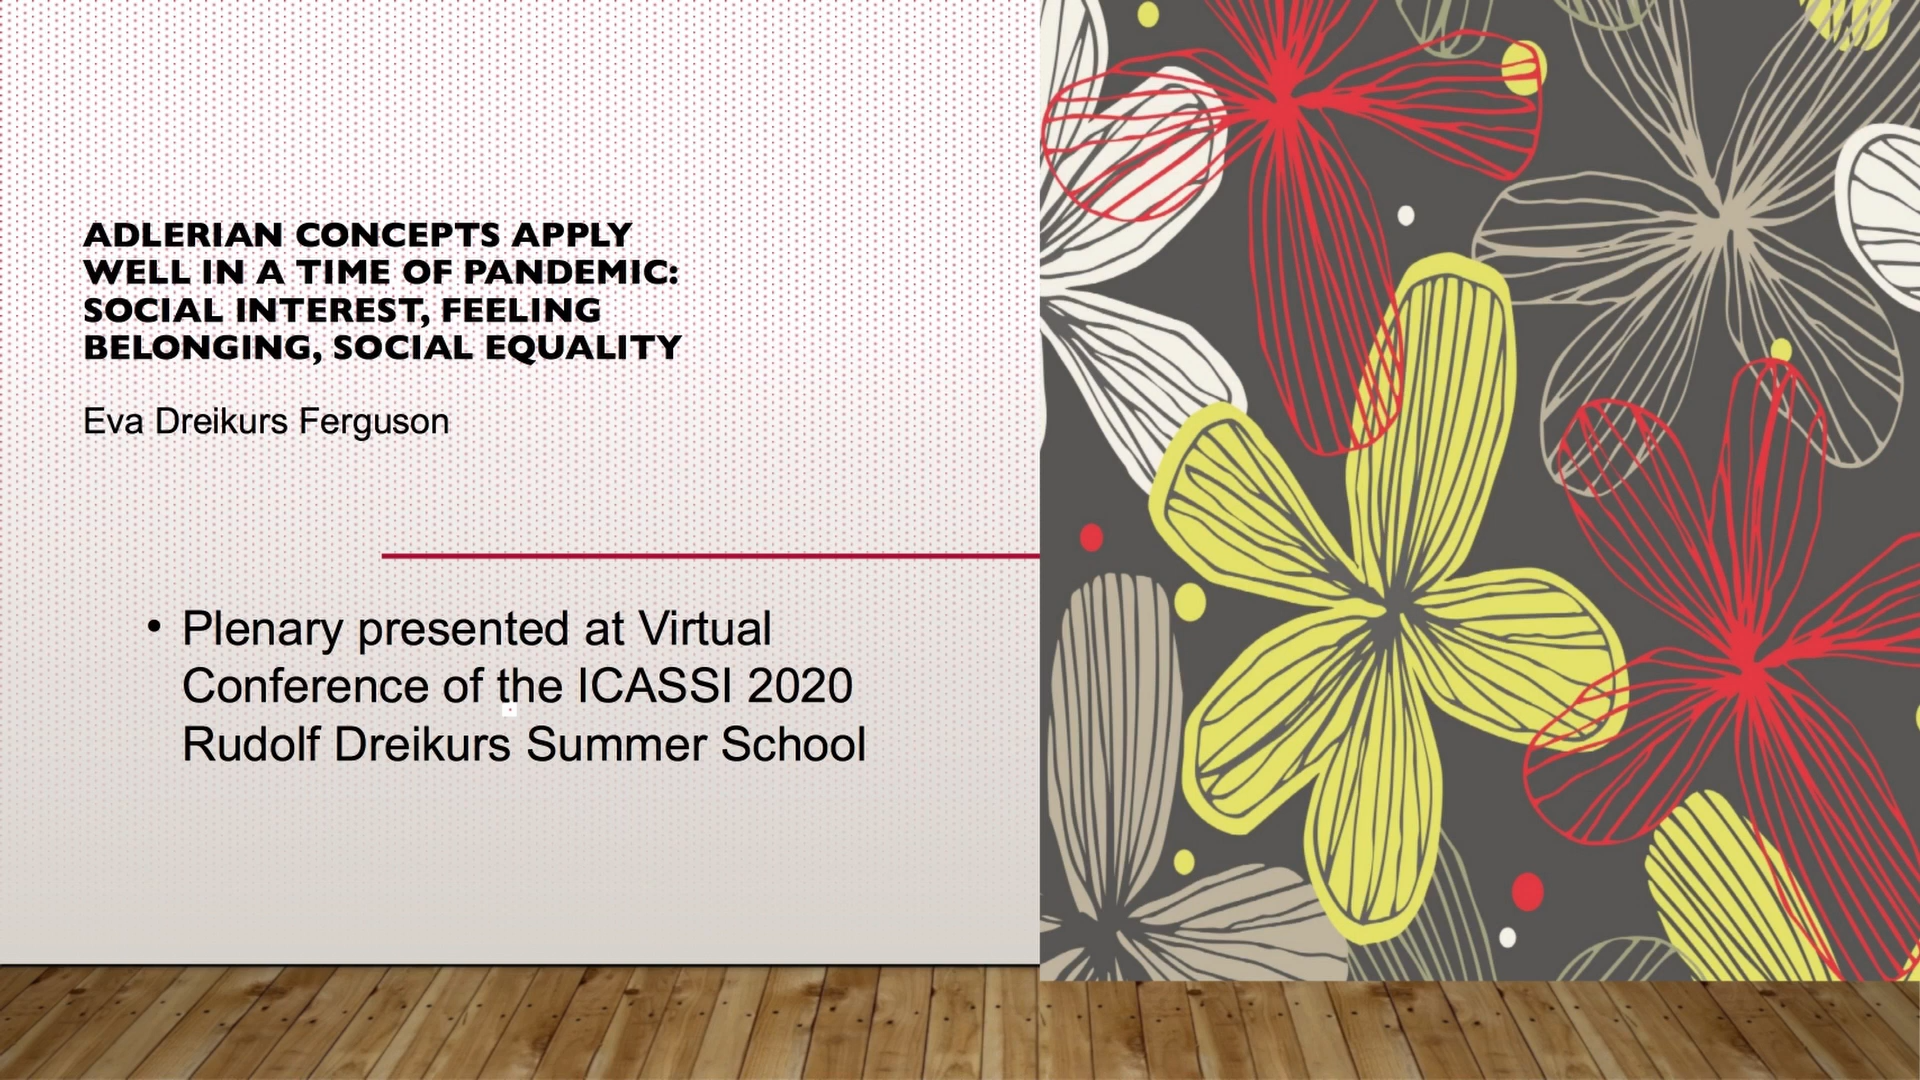 ADLERIAN CONCEPTS APPLY
WELL IN A TIME OF PANDEMIC:
SOCIAL INTEREST, FEELING
BELONGING, SOCIAL EQUALITY
Eva Dreikurs Ferguson
• Plenary presented at Virtual
Conference of the ICASSI 2020
Rudolf Dreikurs Summer School